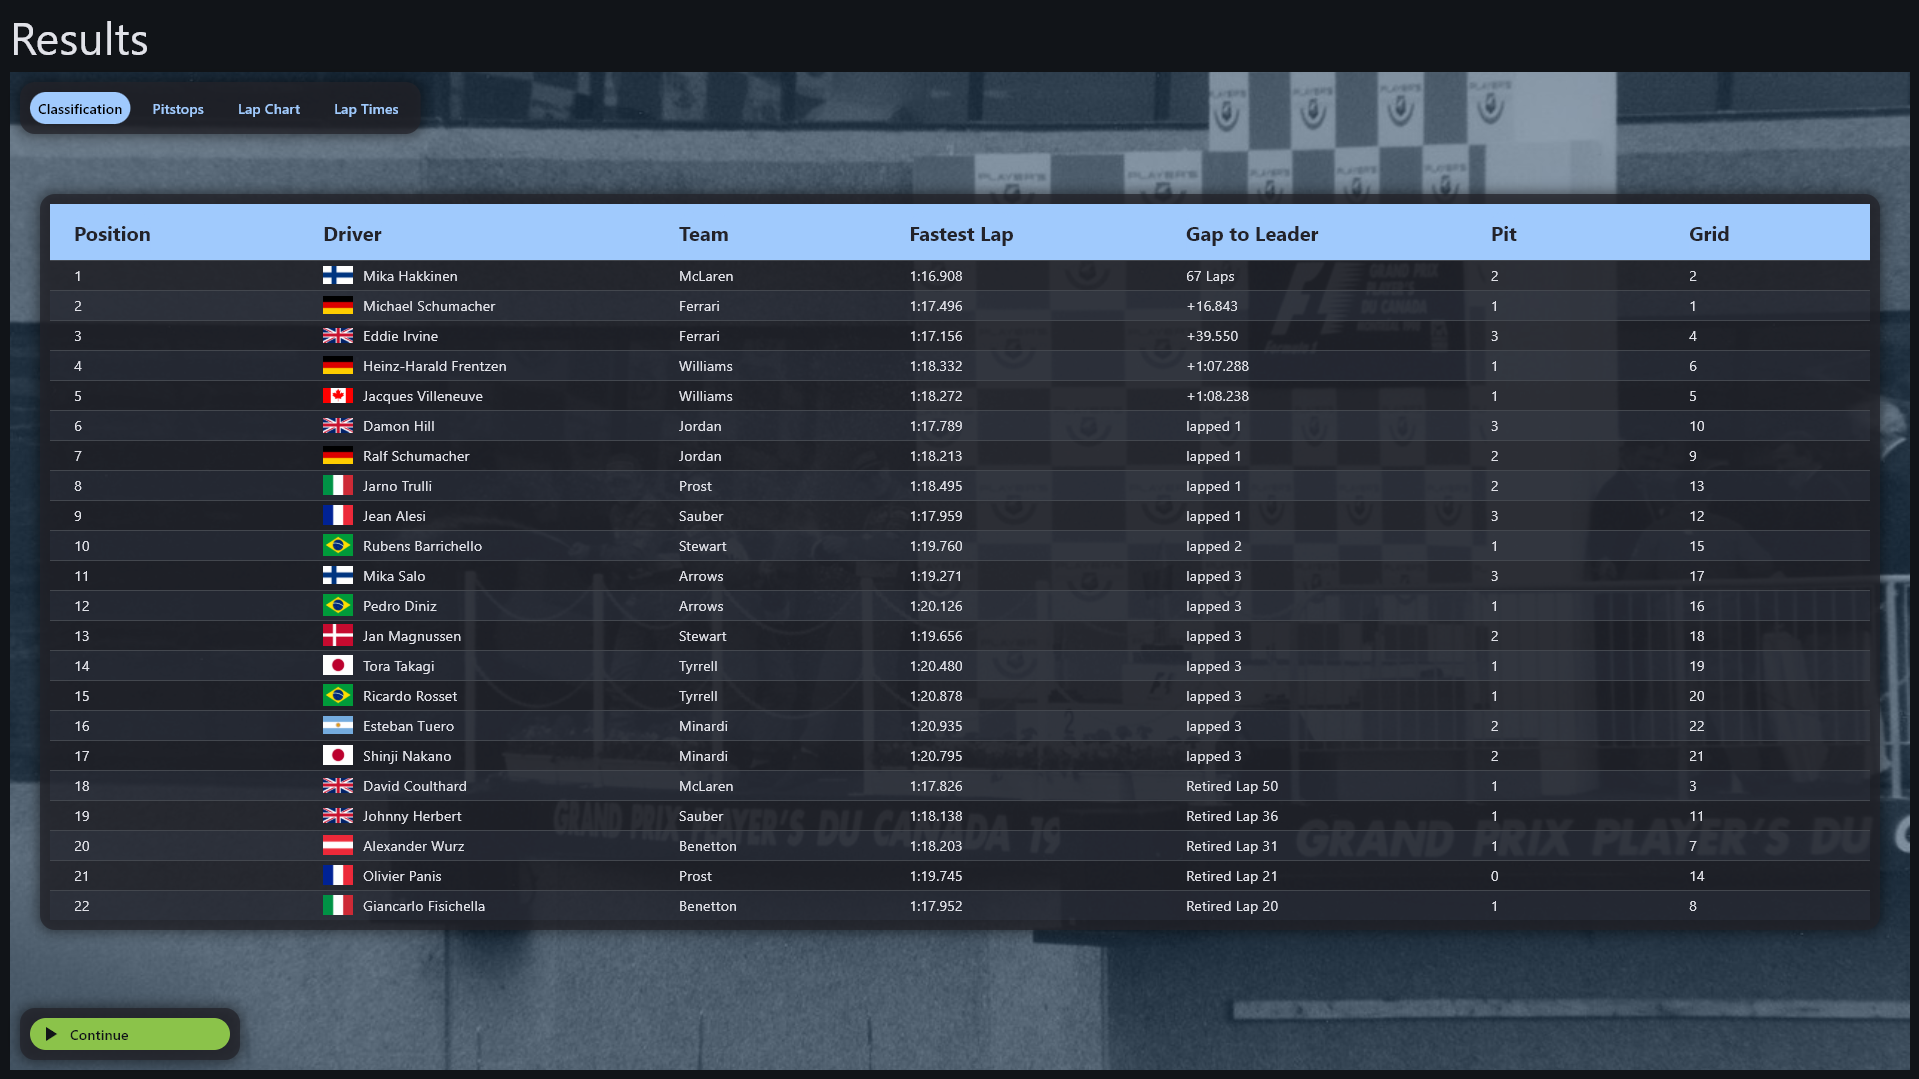 Results
Classification Pitstops Lap Chart Lap Times
PLAYER'S PLAYER'S
Position Driver Team Fastest Lap Gap to Leader Pit Grid
1 Mika Hakkinen McLaren 1:16.908 67 Laps 2 2
2 Michael Schumacher Ferrari 1:17.496 +16.843 1 1
3 Eddie Irvine Ferrari 1:17.156 +39.550 3 4
4 Heinz-Harald Frentzen Williams 1:18.332 +1:07.288 1 6
5 Jacques Villeneuve Williams 1:18.272 +1:08.238 1 5
6 Damon Hill Jordan 1:17.789 lapped 1 3 10
7 Ralf Schumacher Jordan 1:18.213 lapped 1 2 9
8 Jarno Trulli Prost 1:18.495 lapped 1 2 13
9 Jean Alesi Sauber 1:17.959 lapped 1 3 12
10 Rubens Barrichello Stewart 1:19.760 lapped 2 1 15
11 Mika Salo Arrows 1:19.271 lapped 3 3 17
12 Pedro Diniz Arrows 1:20.126 lapped 3 1 16
13 Jan Magnussen Stewart 1:19.656 lapped 3 2 18
14 Tora Takagi Tyrrell 1:20.480 lapped 3 1 19
15 Ricardo Rosset Tyrrell 1:20.878 lapped 3 1 20
16 Esteban Tuero Minardi 1:20.935 lapped 3 2 22
17 Shinji Nakano Minardi 1:20.795 lapped 3 2 21
18 David Coulthard McLaren 1:17.826 Retired Lap 50 1 3
19 Johnny Herbert Sauber 1:18.138 Retired Lap 36 1 11
20 Alexander Wurz Benetton 1:18.203 Retired Lap 31 1 7
21 Olivier Panis Prost 1:19.745 Retired Lap 21 0 14
22 Giancarlo Fisichella Benetton 1:17.952 Retired Lap 20 1 8
GRAND PRIX PLAYER'S DU CANADA 19
GRAND PRIX PLAYER'S DU
Continue